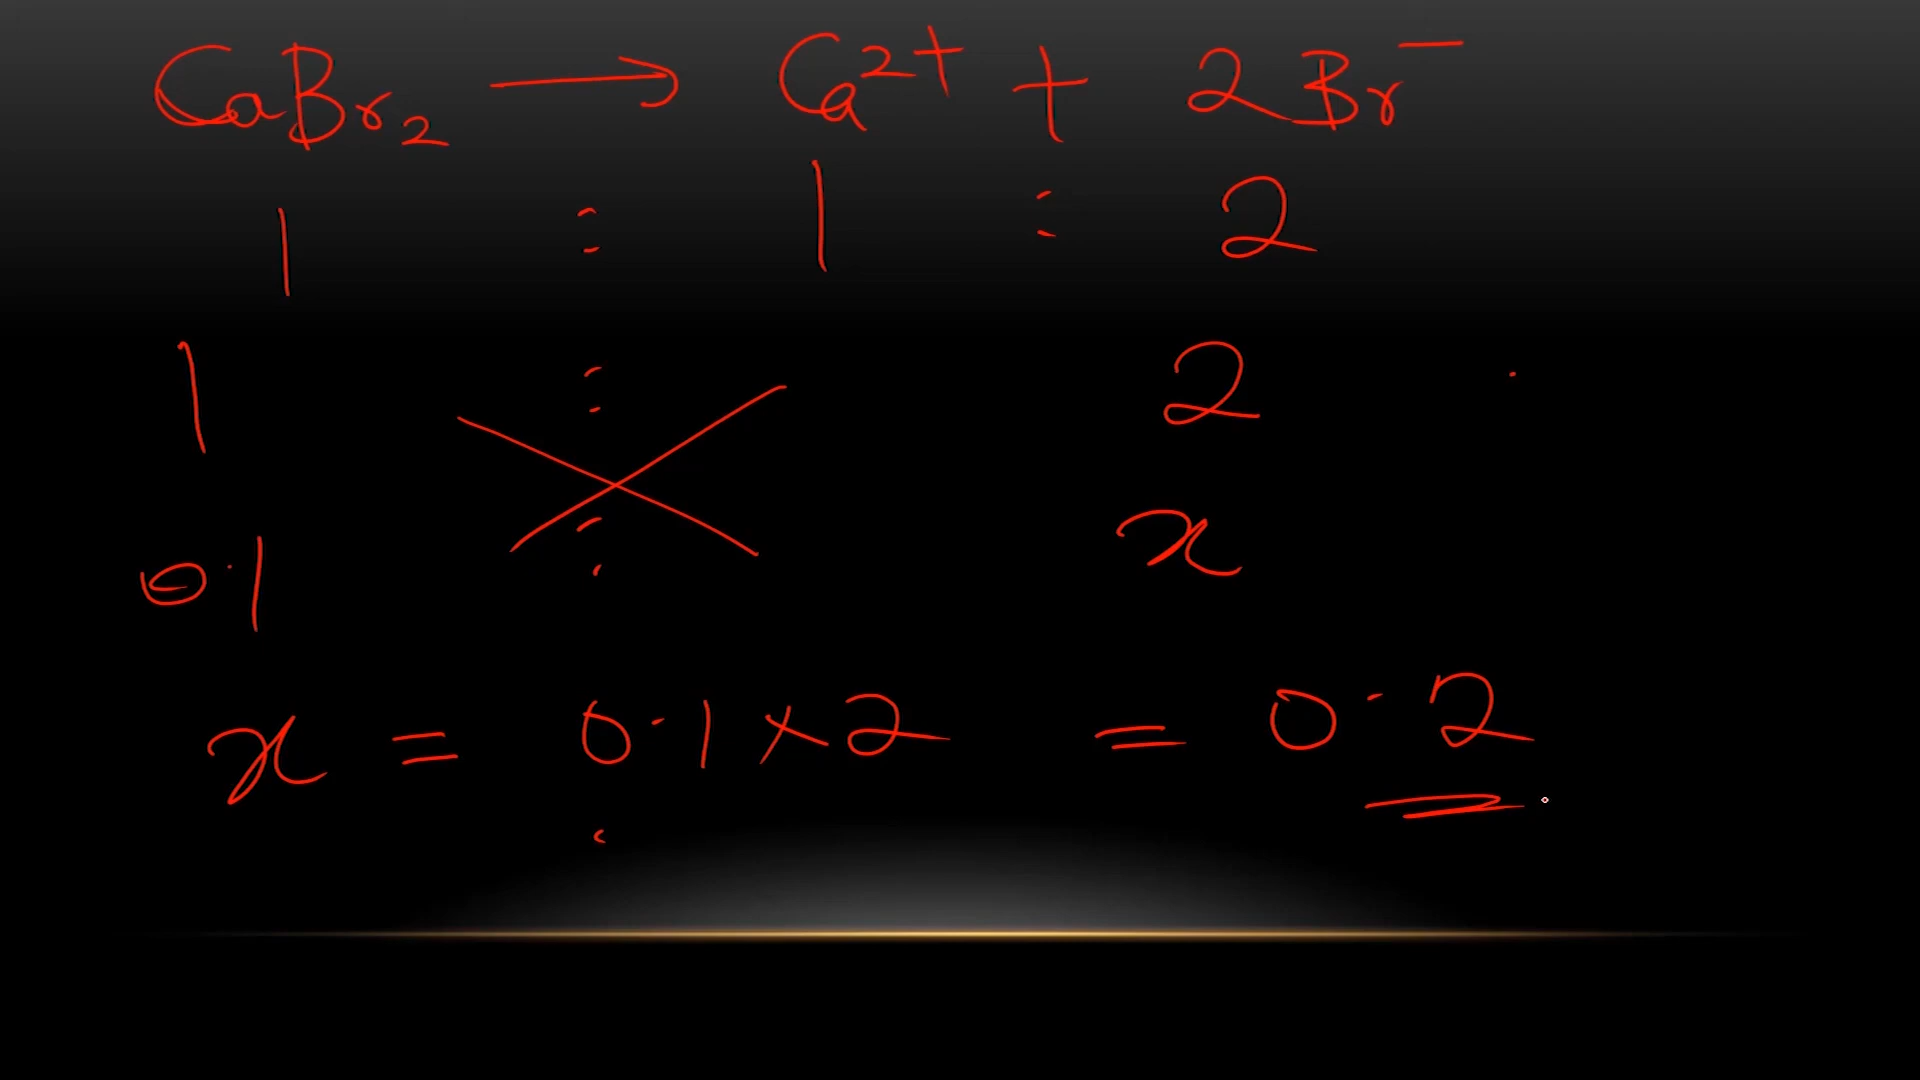 CaBr₂ → Ca²⁺ + 2Br⁻
1 : 1 : 2
1 : 2
0.1 : x
x = 0.1 × 2 = 0.2